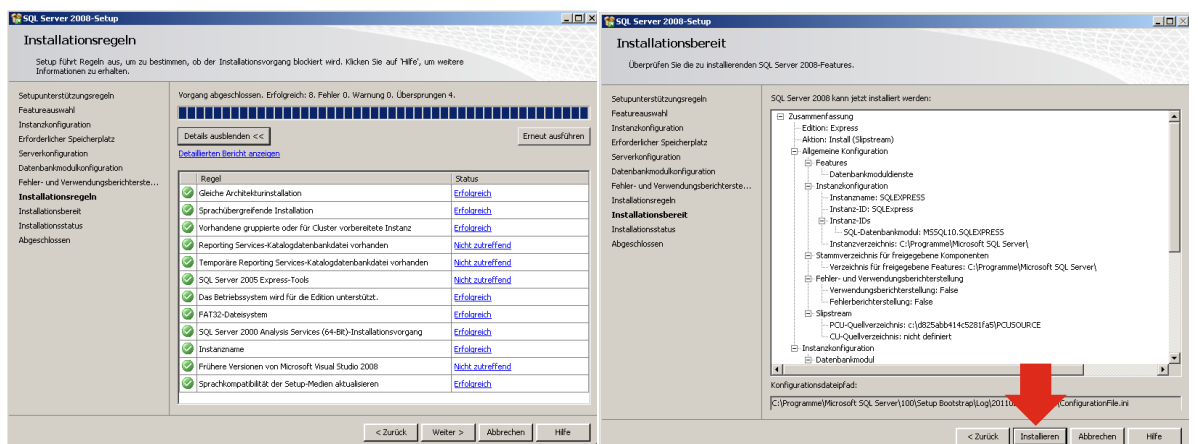 SQL Server 2008-Setup
Installationsregeln
Setup führt Regeln aus, um zu bestimmen, ob der Installationsvorgang blockiert wird. Klicken Sie auf 'Hilfe', um weitere
Informationen zu erhalten.
Setupunterstützungsregeln
Featureauswahl
Instanzkonfiguration
Erforderlicher Speicherplatz
Serverkonfiguration
Datenbankmodulkonfiguration
Fehler- und Verwendungsberichterste...
Installationsregeln
Installationsbereit
Installationsstatus
Abgeschlossen
Vorgang abgeschlossen. Erfolgreich: 8. Fehler 0. Warnung 0. Übersprungen 4.
Details ausblenden <<
Erneut ausführen
Detaillierten Bericht anzeigen
Regel Status
Gleiche Architekturinstallation Erfolgreich
Sprachübergreifende Installation Erfolgreich
Vorhandene gruppierte oder für Cluster vorbereitete Instanz Erfolgreich
Reporting Services-Katalogdatenbankdatei vorhanden Nicht zutreffend
Temporäre Reporting Services-Katalogdatenbankdatei vorhanden Nicht zutreffend
SQL Server 2005 Express-Tools Nicht zutreffend
Das Betriebssystem wird für die Edition unterstützt. Erfolgreich
FAT32-Dateisystem Erfolgreich
SQL Server 2000 Analysis Services (64-Bit)-Installationsvorgang Erfolgreich
Instanzname Erfolgreich
Frühere Versionen von Microsoft Visual Studio 2008 Nicht zutreffend
Sprachkompatibilität der Setup-Medien aktualisieren Erfolgreich
< Zurück Weiter > Abbrechen Hilfe
SQL Server 2008-Setup
Installationsbereit
Überprüfen Sie die zu installierenden SQL Server 2008-Features.
Setupunterstützungsregeln
Featureauswahl
Instanzkonfiguration
Erforderlicher Speicherplatz
Serverkonfiguration
Datenbankmodulkonfiguration
Fehler- und Verwendungsberichterste...
Installationsregeln
Installationsbereit
Installationsstatus
Abgeschlossen
SQL Server 2008 kann jetzt installiert werden:
Zusammenfassung
Edition: Express
Aktion: Install (Slipstream)
Allgemeine Konfiguration
Features
Datenbankmoduldienste
Instanzkonfiguration
Instanzname: SQLEXPRESS
Instanz-ID: SQLExpress
Instanz-IDs
SQL-Datenbankmodul: MSSQL10.SQLEXPRESS
Instanzverzeichnis: C:\Programme\Microsoft SQL Server\
Stammverzeichnis für freigegebene Komponenten
Verzeichnis für freigegebene Features: C:\Programme\Microsoft SQL Server\
Fehler- und Verwendungsberichterstellung
Verwendungsberichterstellung: False
Fehlerberichterstellung: False
Slipstream
PCU-Quellverzeichnis: c:\d825abb414c5281fa5\PCUSOURCE
CU-Quellverzeichnis: nicht definiert
Instanzkonfiguration
Datenbankmodul
Konfigurationsdateipfad:
C:\Programme\Microsoft SQL Server\100\Setup Bootstrap\Log\20110 \ConfigurationFile.ini
< Zurück Installieren Abbrechen Hilfe